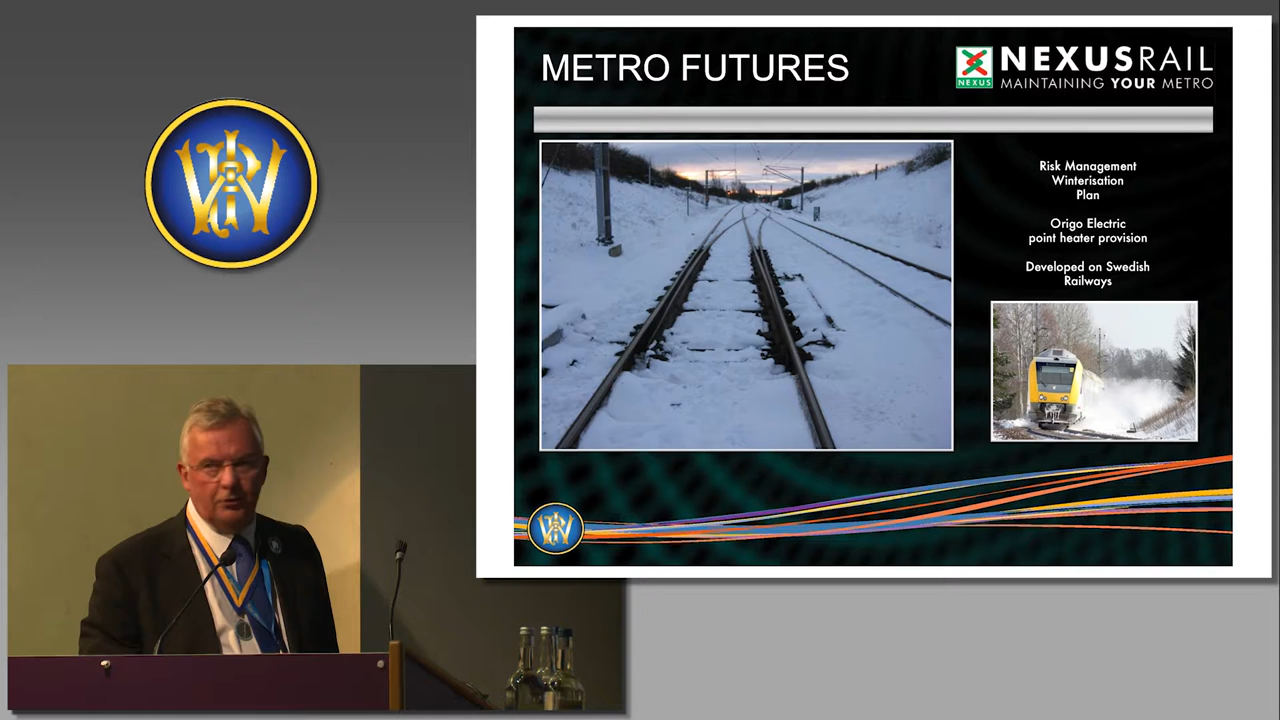 METRO FUTURES
NEXUS
NEXUSRAIL
MAINTAINING YOUR METRO
Risk Management
Winterisation
Plan
Origo Electric
point heater provision
Developed on Swedish
Railways